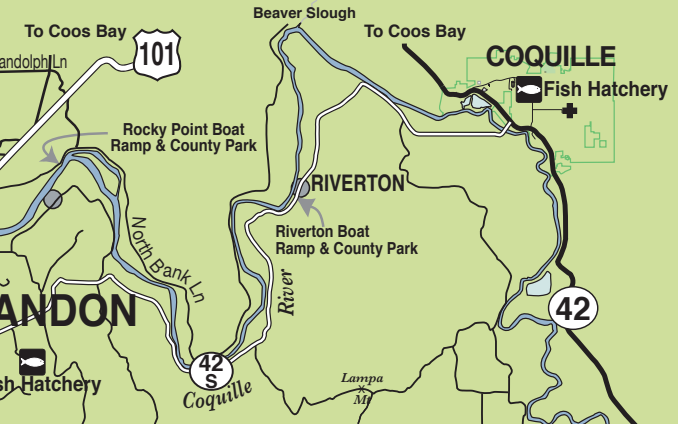 Beaver Slough
To Coos Bay
101
To Coos Bay
COQUILLE
Fish Hatchery
andolph Ln
Rocky Point Boat
Ramp & County Park
RIVERTON
Riverton Boat
Ramp & County Park
North Bank Ln
River
ANDON
42
42
S
Coquille
sh Hatchery
Lampa
Mt